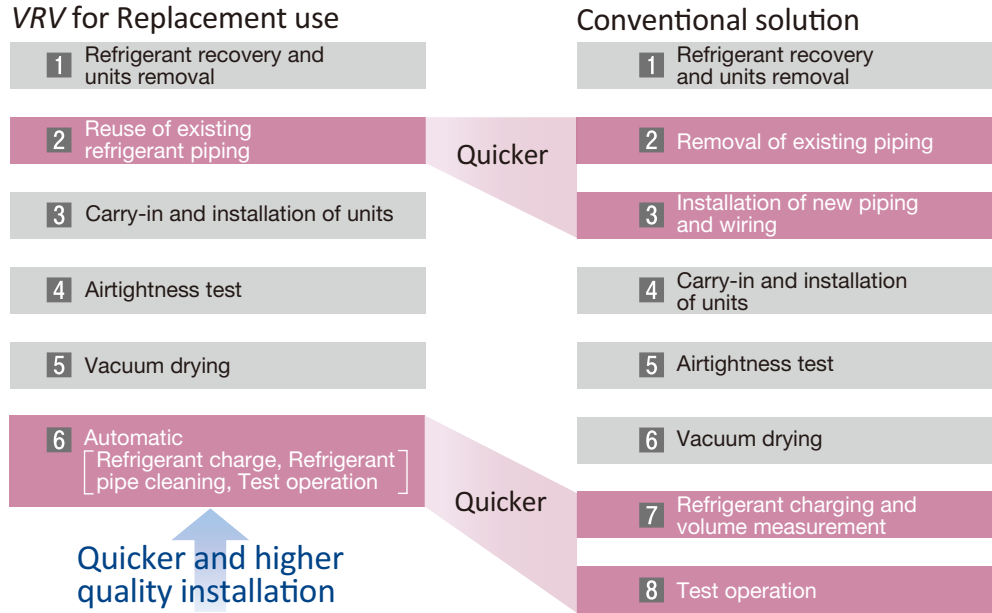 VRV for Replacement use
1 Refrigerant recovery and
units removal
2 Reuse of existing
refrigerant piping
3 Carry-in and installation of units
4 Airtightness test
5 Vacuum drying
6 Automatic
[Refrigerant charge, Refrigerant
pipe cleaning, Test operation]
Quicker and higher
quality installation
Quicker
Quicker
Conventional solution
1 Refrigerant recovery
and units removal
2 Removal of existing piping
3 Installation of new piping
and wiring
4 Carry-in and installation
of units
5 Airtightness test
6 Vacuum drying
7 Refrigerant charging and
volume measurement
8 Test operation